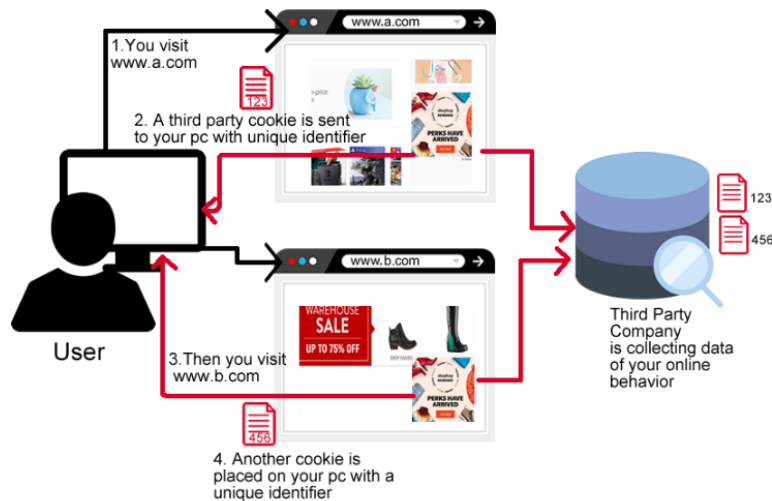 www.a.com
1.You visit
www.a.com
123
2. A third party cookie is sent
to your pc with unique identifier
PERKS HAVE
ARRIVED
123
456
www.b.com
WAREHOUSE
SALE
UP TO 75% OFF
SHOP NAVY
User
3.Then you visit
www.b.com
PERKS HAVE
ARRIVED
456
4. Another cookie is
placed on your pc with a
unique identifier
Third Party
Company
is collecting data
of your online
behavior